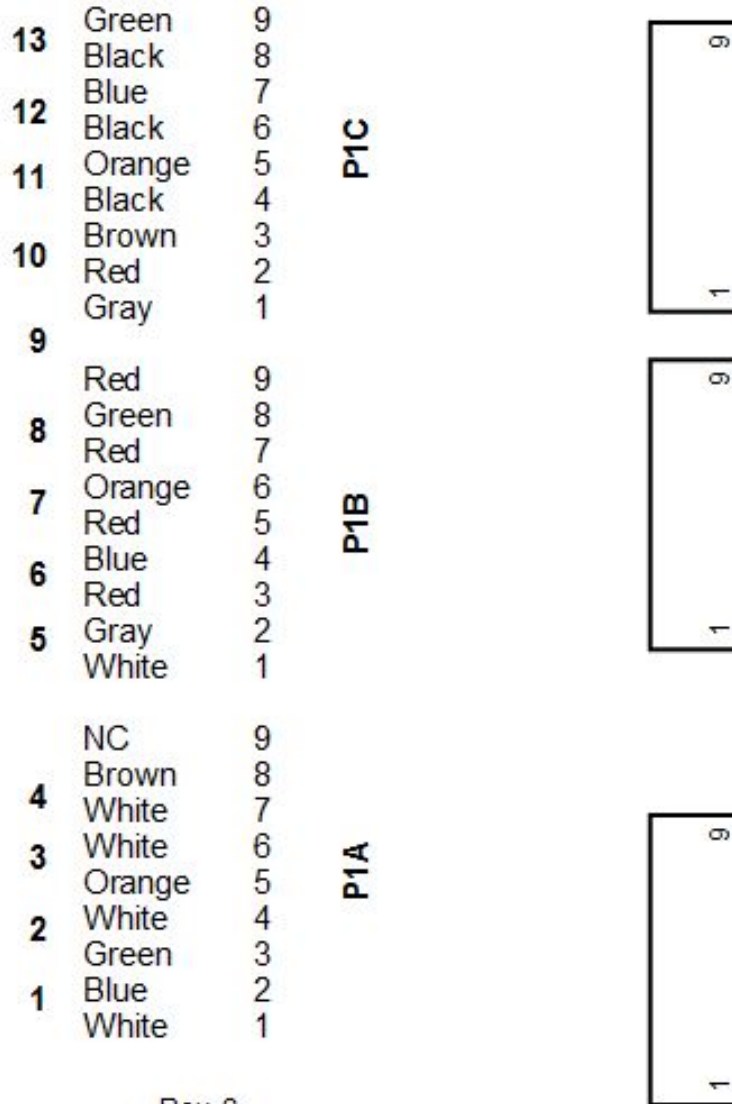 13
Green 9
Black 8
12
Blue 7
Black 6
11
Orange 5
Black 4
10
Brown 3
Red 2
Gray 1
P1C
9
1
9
Red 9
8
Green 8
Red 7
7
Orange 6
Red 5
6
Blue 4
Red 3
5
Gray 2
White 1
P1B
9
1
NC 9
4
Brown 8
White 7
3
White 6
Orange 5
2
White 4
Green 3
1
Blue 2
White 1
P1A
9
1